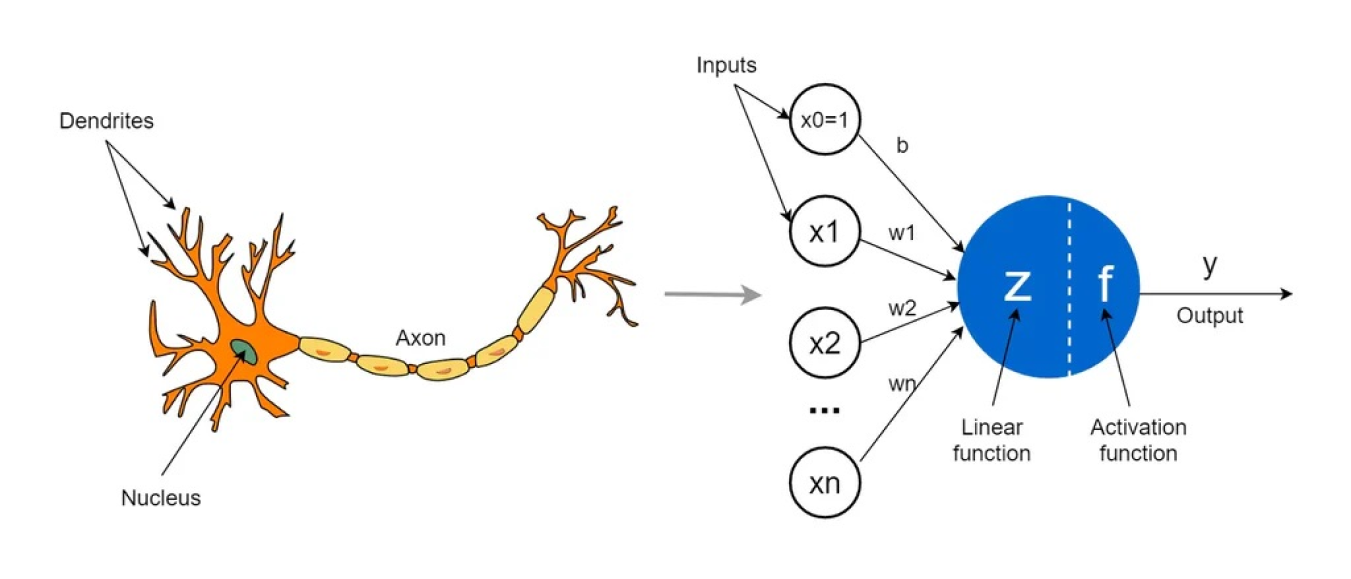 Dendrites
Axon
Nucleus
Inputs
x0=1
x1
x2
...
xn
b
w1
w2
wn
z
f
Linear
function
Activation
function
y
Output